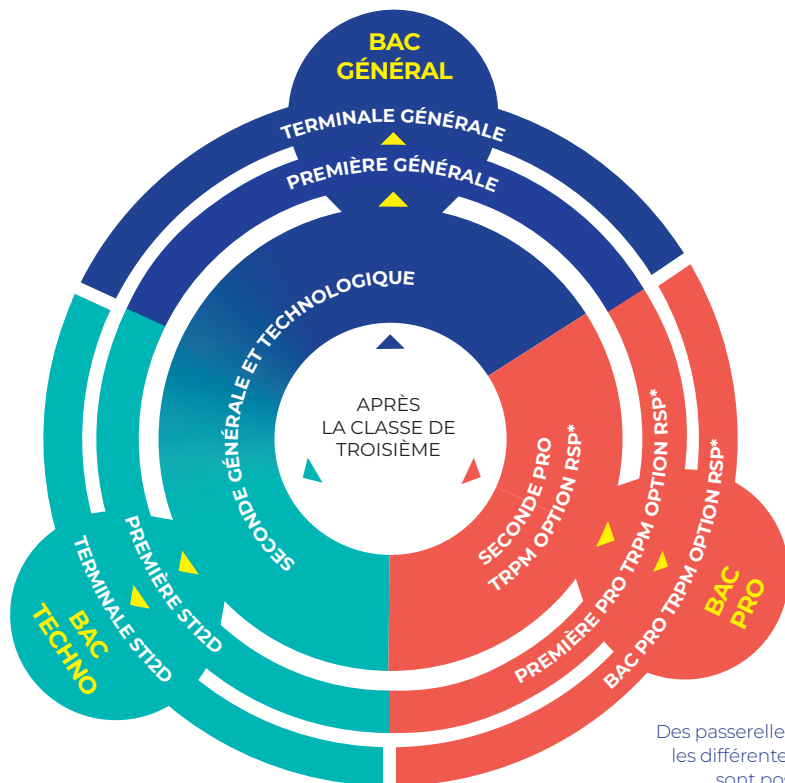 BAC
GÉNÉRAL
TERMINALE GÉNÉRALE
PREMIÈRE GÉNÉRALE
SECONDE GÉNÉRALE ET TECHNOLOGIQUE
APRÈS
LA CLASSE DE
TROISIÈME
SECONDE PRO
TRPM OPTION RSP*
PREMIÈRE PRO TRPM OPTION RSP*
BAC PRO TRPM OPTION RSP*
BAC
PRO
PREMIÈRE STI2D
TERMINALE STI2D
BAC
TECHNO
Des passerelle
les différente
sont pos